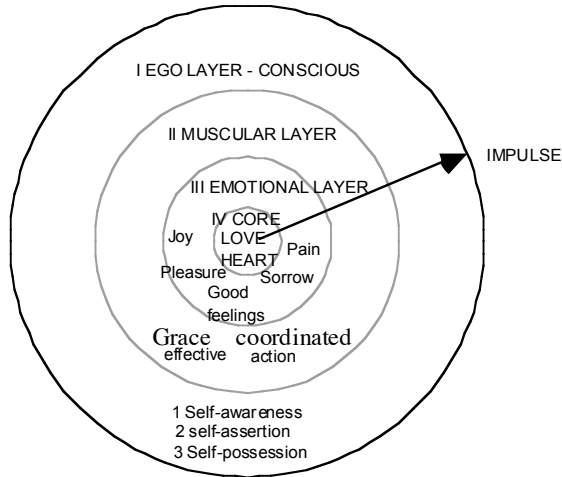 I EGO LAYER - CONSCIOUS
II MUSCULAR LAYER
IMPULSE
III EMOTIONAL LAYER
IV CORE
Joy LOVE Pain
HEART
Pleasure Sorrow
Good
feelings
Grace coordinated
effective action
1 Self-awareness
2 self-assertion
3 Self-possession